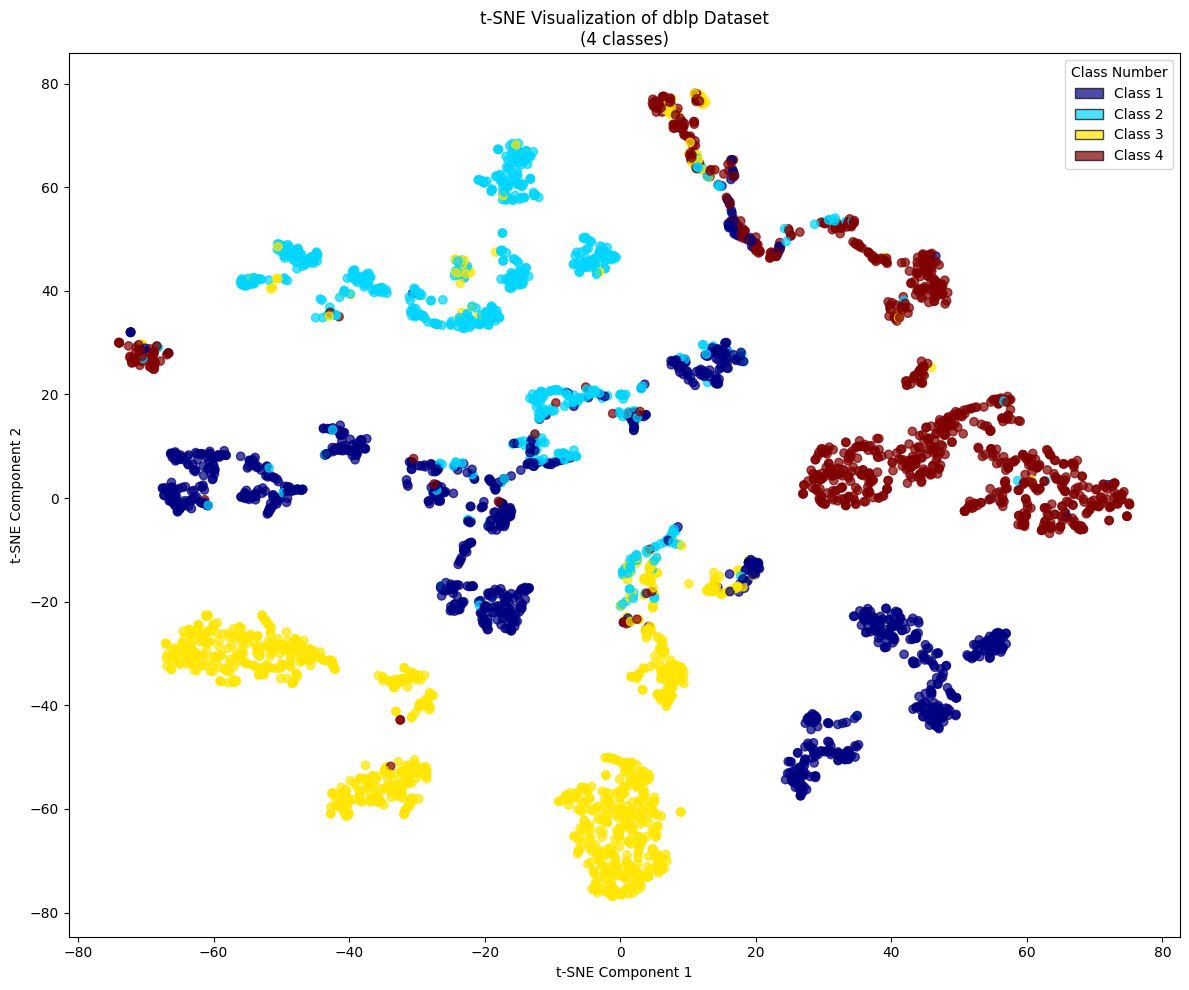 t-SNE Visualization of dblp Dataset
(4 classes)
Class Number
Class 1
Class 2
Class 3
Class 4
80
60
40
20
0
−20
−40
−60
−80
t-SNE Component 2
−80 −60 −40 −20 0 20 40 60 80
t-SNE Component 1